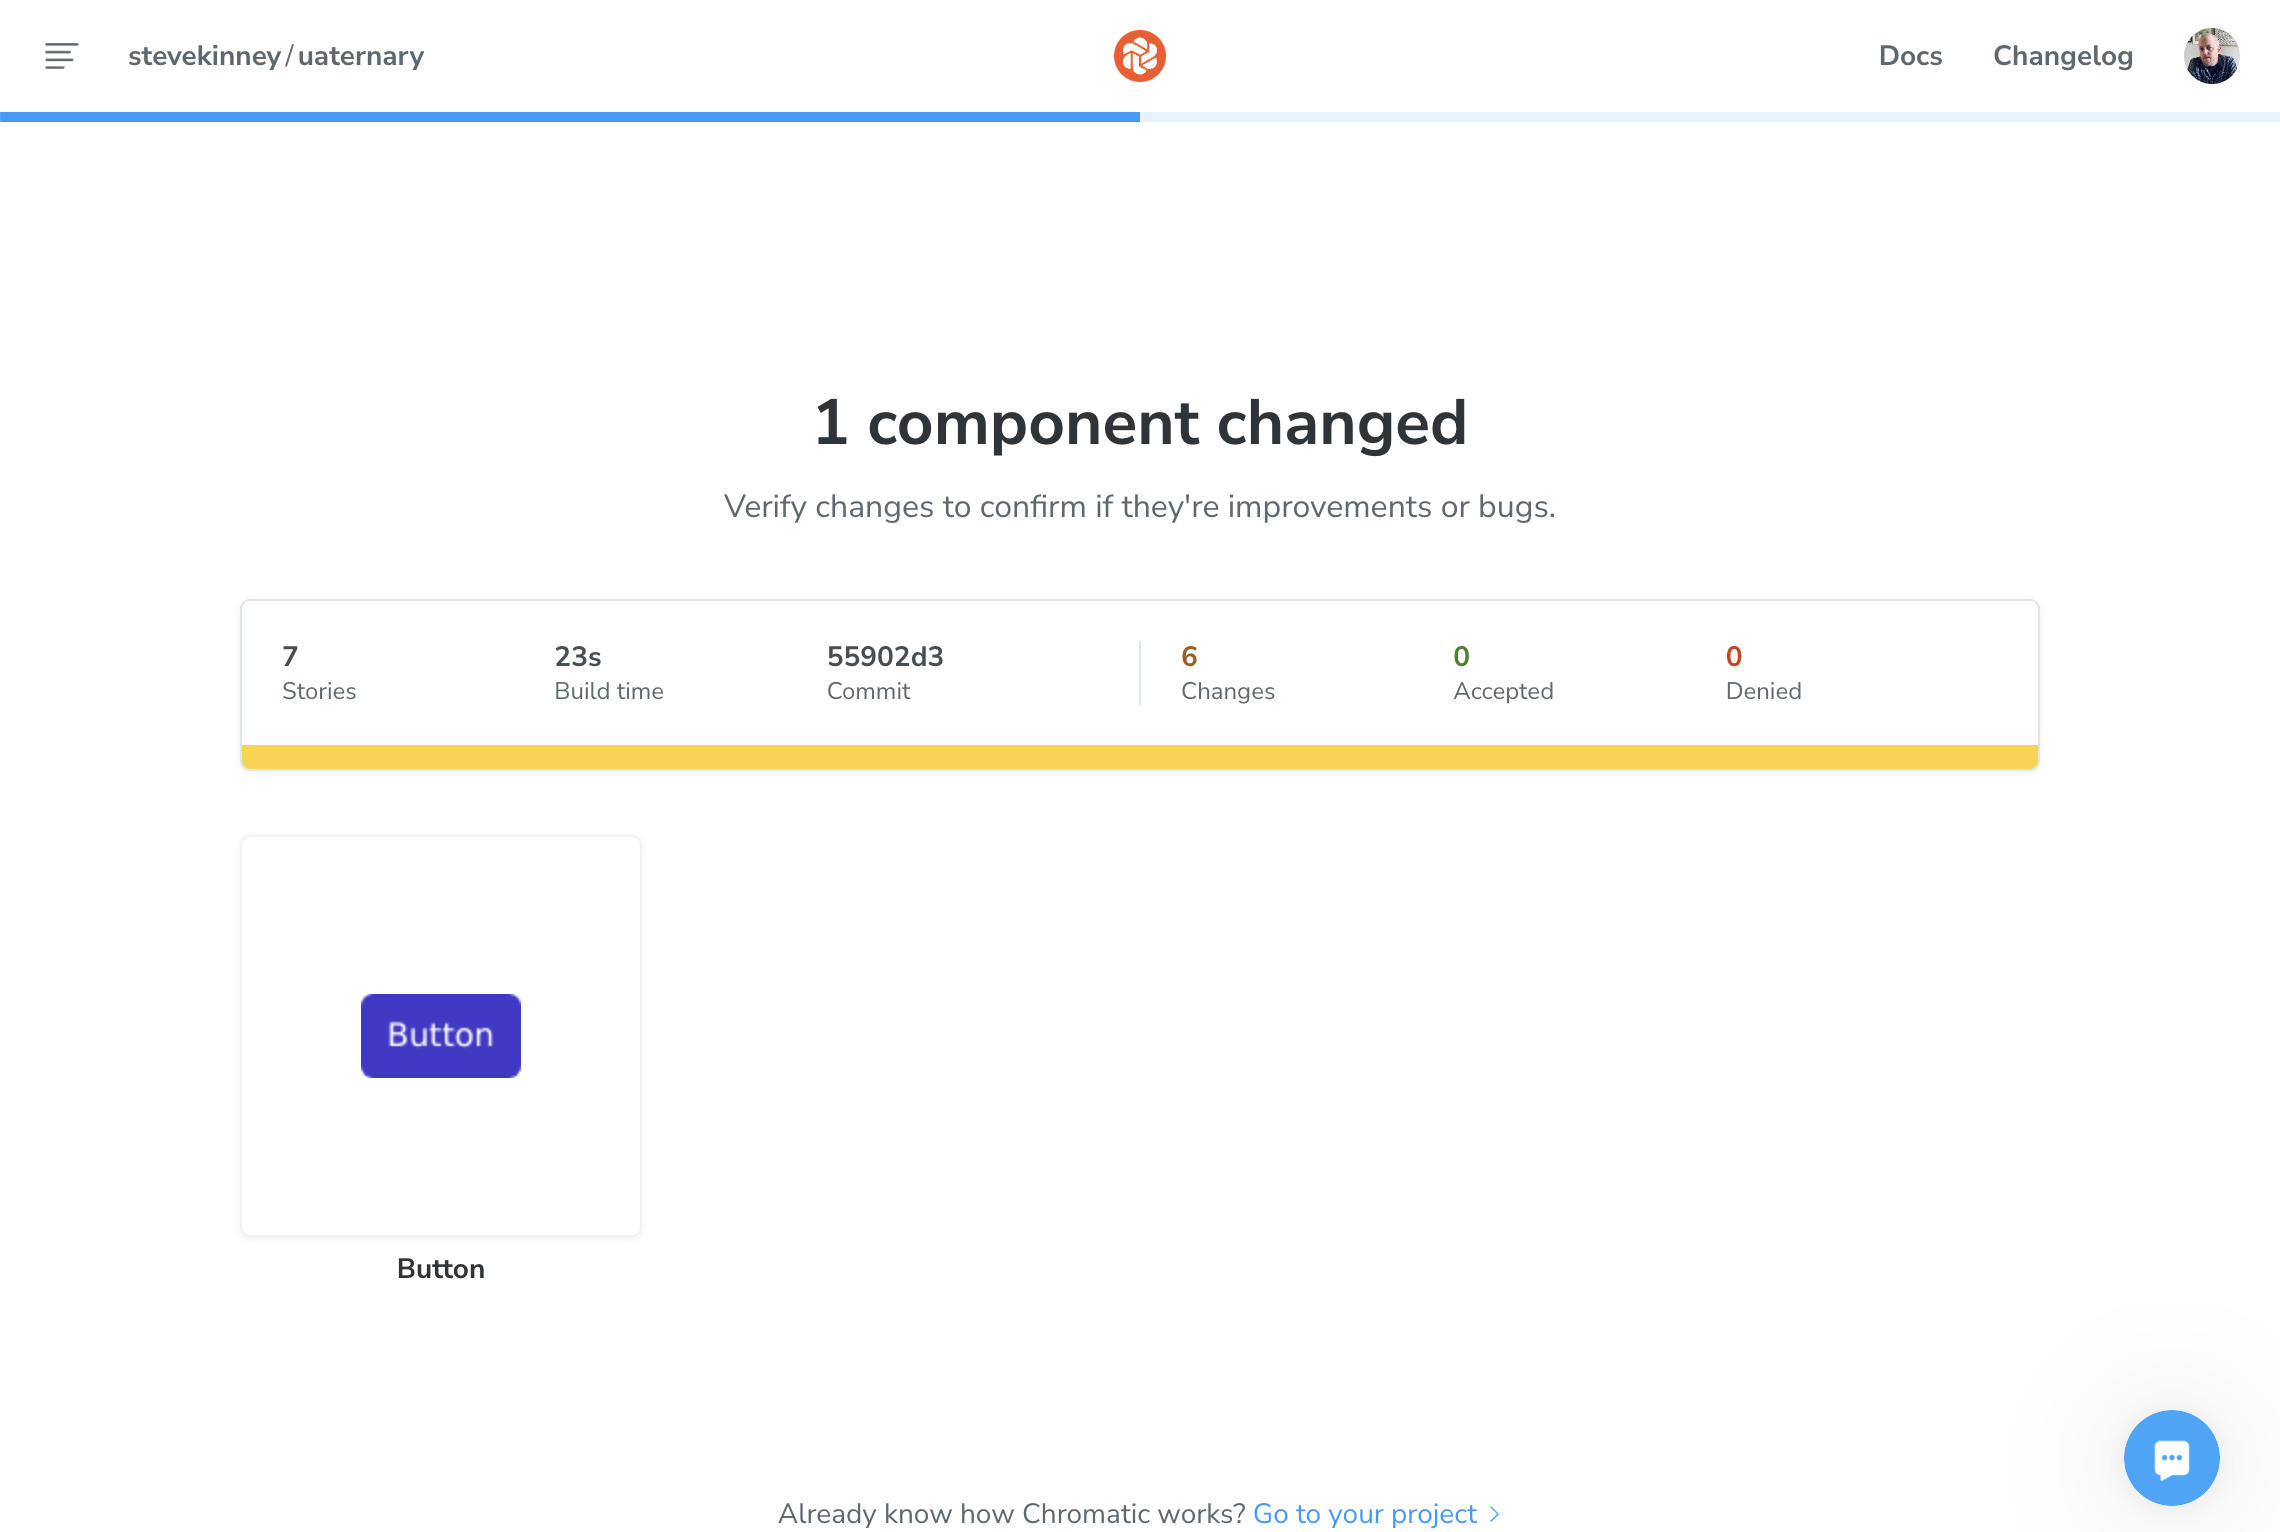 stevekinney / uaternary
Docs
Changelog
1 component changed
Verify changes to confirm if they're improvements or bugs.
7
Stories
23s
Build time
55902d3
Commit
6
Changes
0
Accepted
0
Denied
Button
Button
Already know how Chromatic works? Go to your project